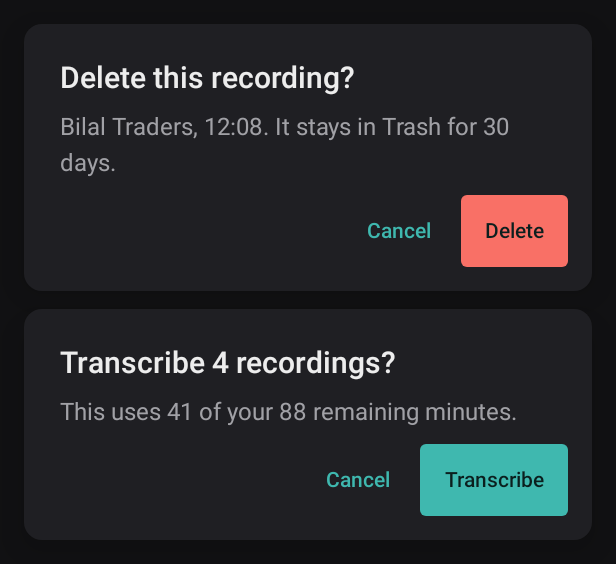 Delete this recording?
Bilal Traders, 12:08. It stays in Trash for 30
days.
Cancel Delete
Transcribe 4 recordings?
This uses 41 of your 88 remaining minutes.
Cancel Transcribe